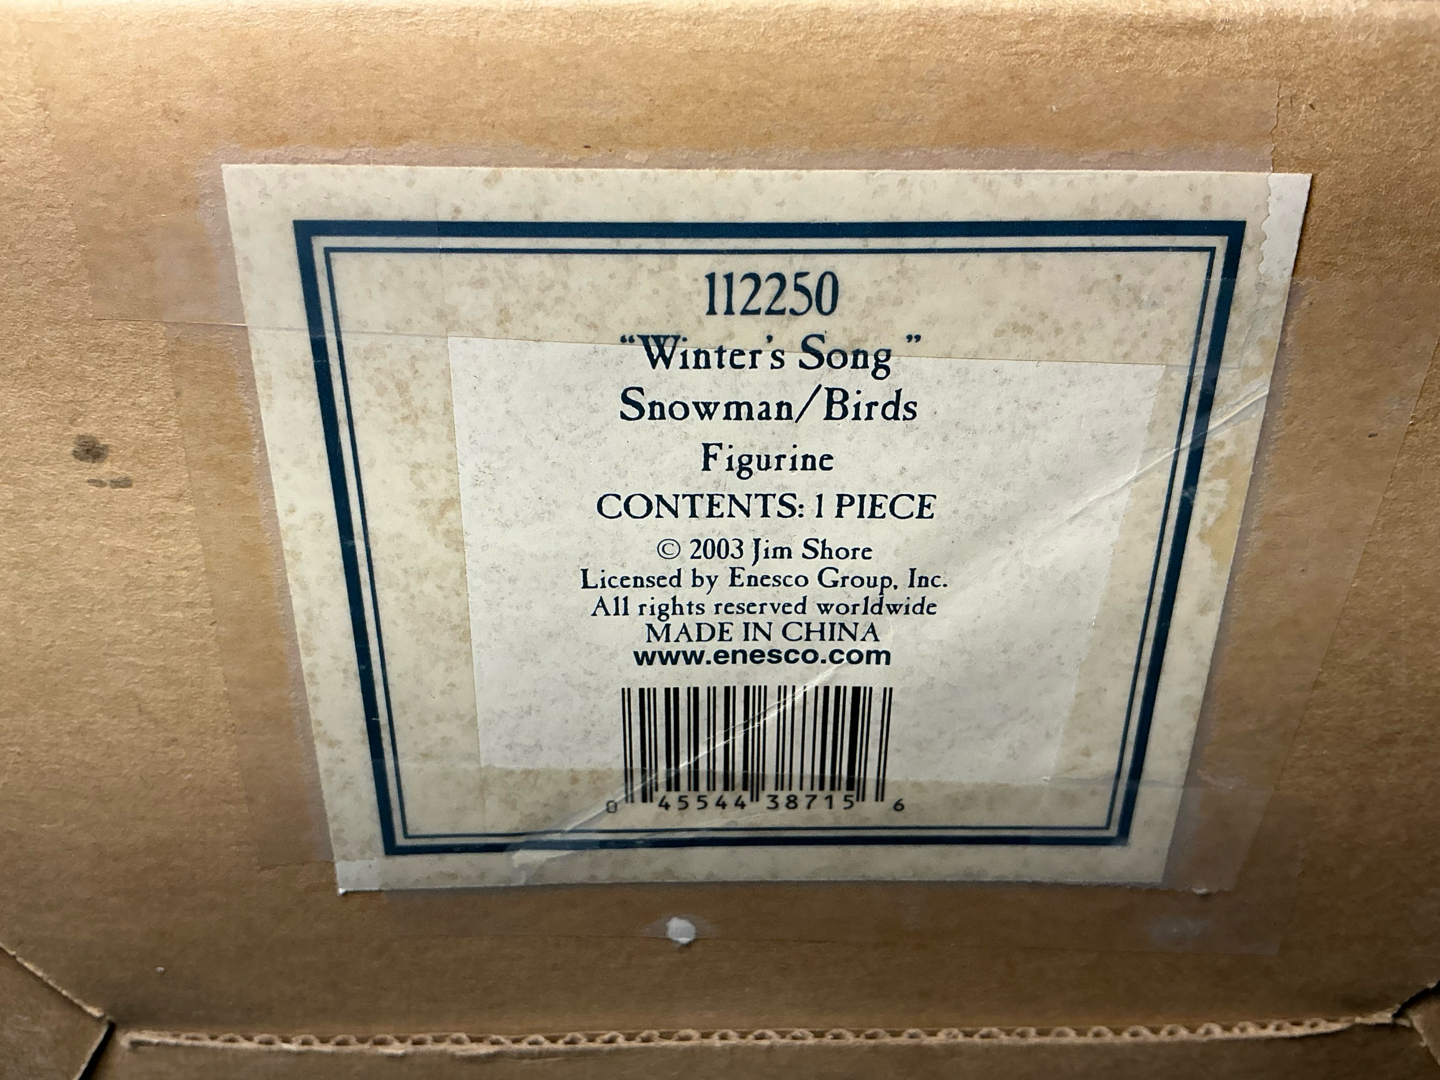 112250
“Winter's Song ”
Snowman/Birds
Figurine
CONTENTS: 1 PIECE
© 2003 Jim Shore
Licensed by Enesco Group, Inc.
All rights reserved worldwide
MADE IN CHINA
www.enesco.com
0 45544 38715 6